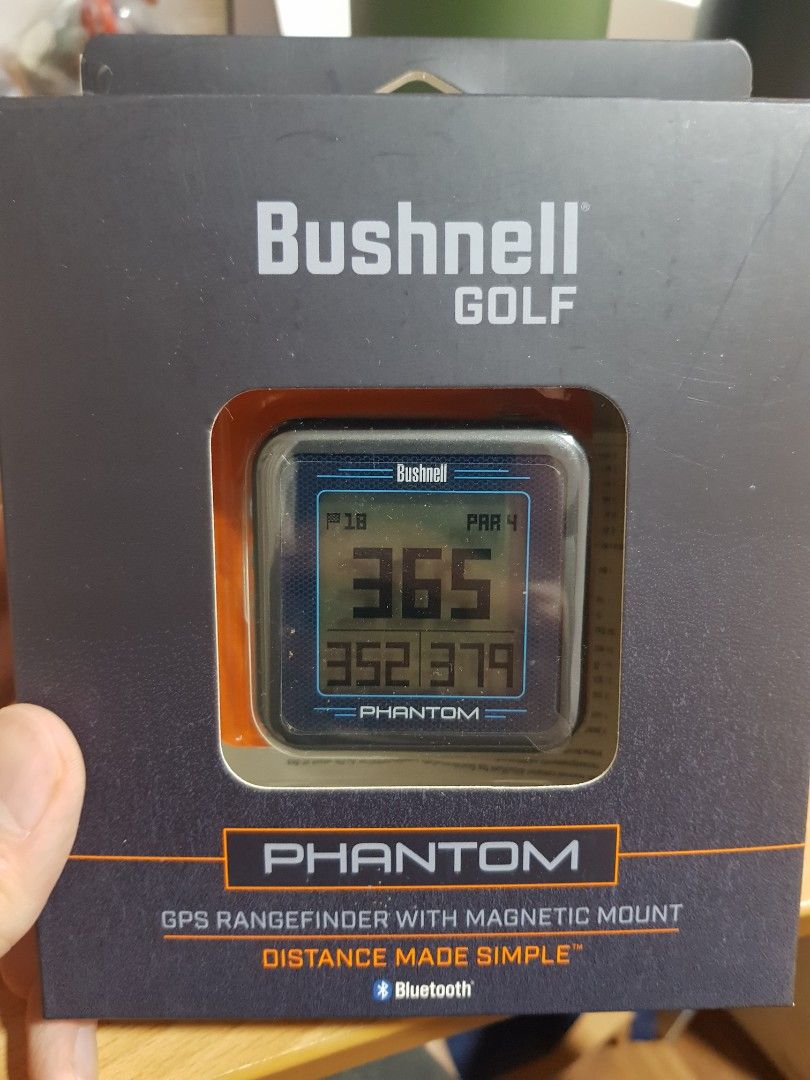 Bushnell®
GOLF
Bushnell
18 PAR 4
365
352 379
PHANTOM
PHANTOM
GPS RANGEFINDER WITH MAGNETIC MOUNT
DISTANCE MADE SIMPLE™
Bluetooth®